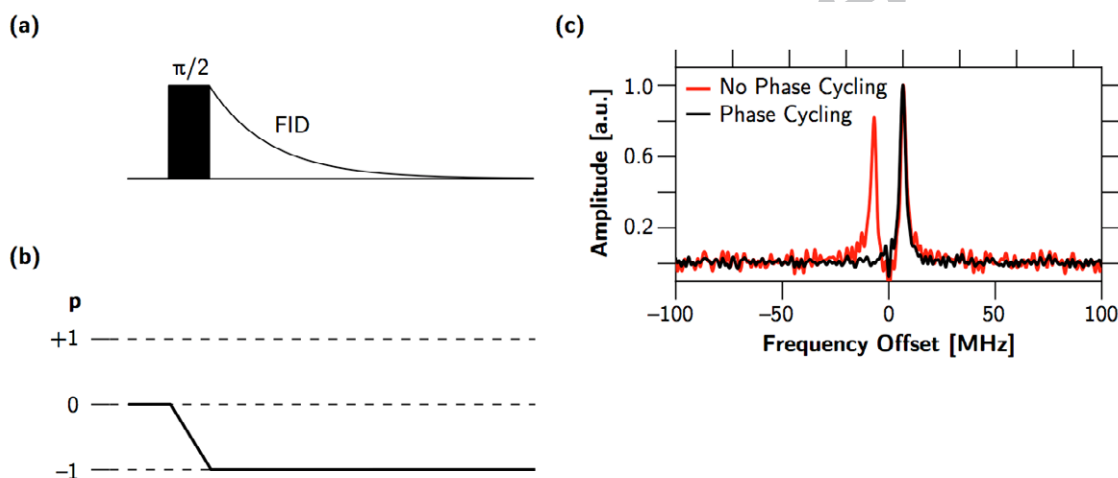 (a)
π/2
FID
(b)
p
+1
0
−1
(c)
No Phase Cycling
Phase Cycling
Amplitude [a.u.]
1.0
0.6
0.2
−100
−50
0
50
100
Frequency Offset [MHz]